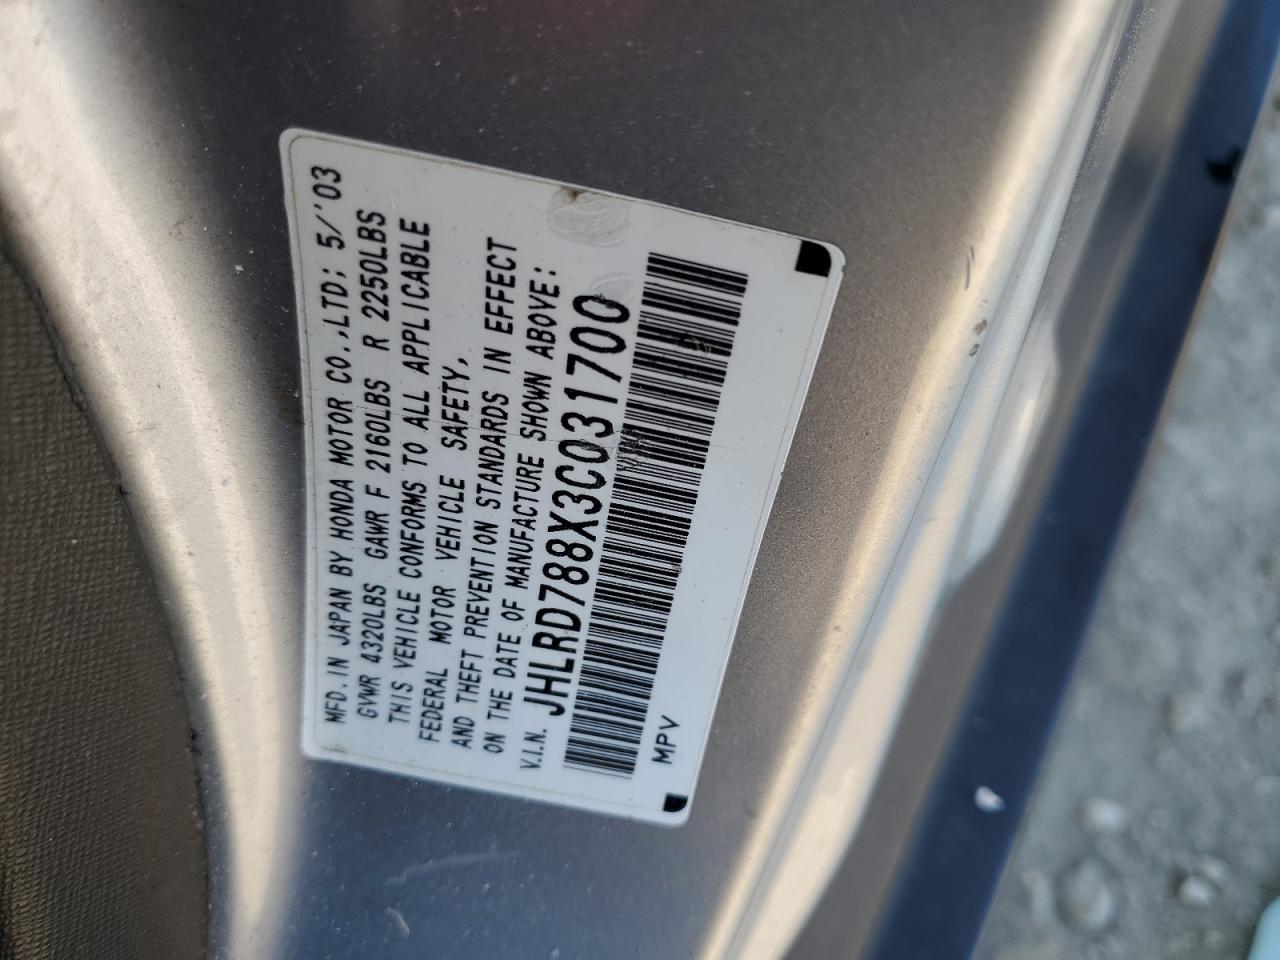 MFD. IN JAPAN BY HONDA MOTOR CO.,LTD: 5/'03
GVWR 4320LBS GAWR F 2160LBS R 2250LBS
THIS VEHICLE CONFORMS TO ALL APPLICABLE
FEDERAL MOTOR VEHICLE SAFETY,
AND THEFT PREVENTION STANDARDS IN EFFECT
ON THE DATE OF MANUFACTURE SHOWN ABOVE:
V.I.N. JHLRD788X3C031700
MPV